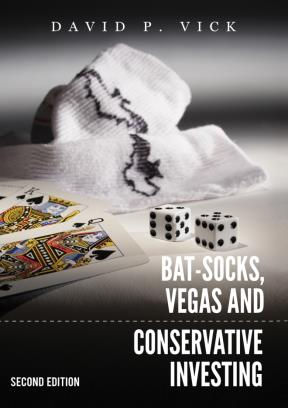 DAVID P. VICK
BAT-SOCKS,
VEGAS AND
CONSERVATIVE
INVESTING
SECOND EDITION